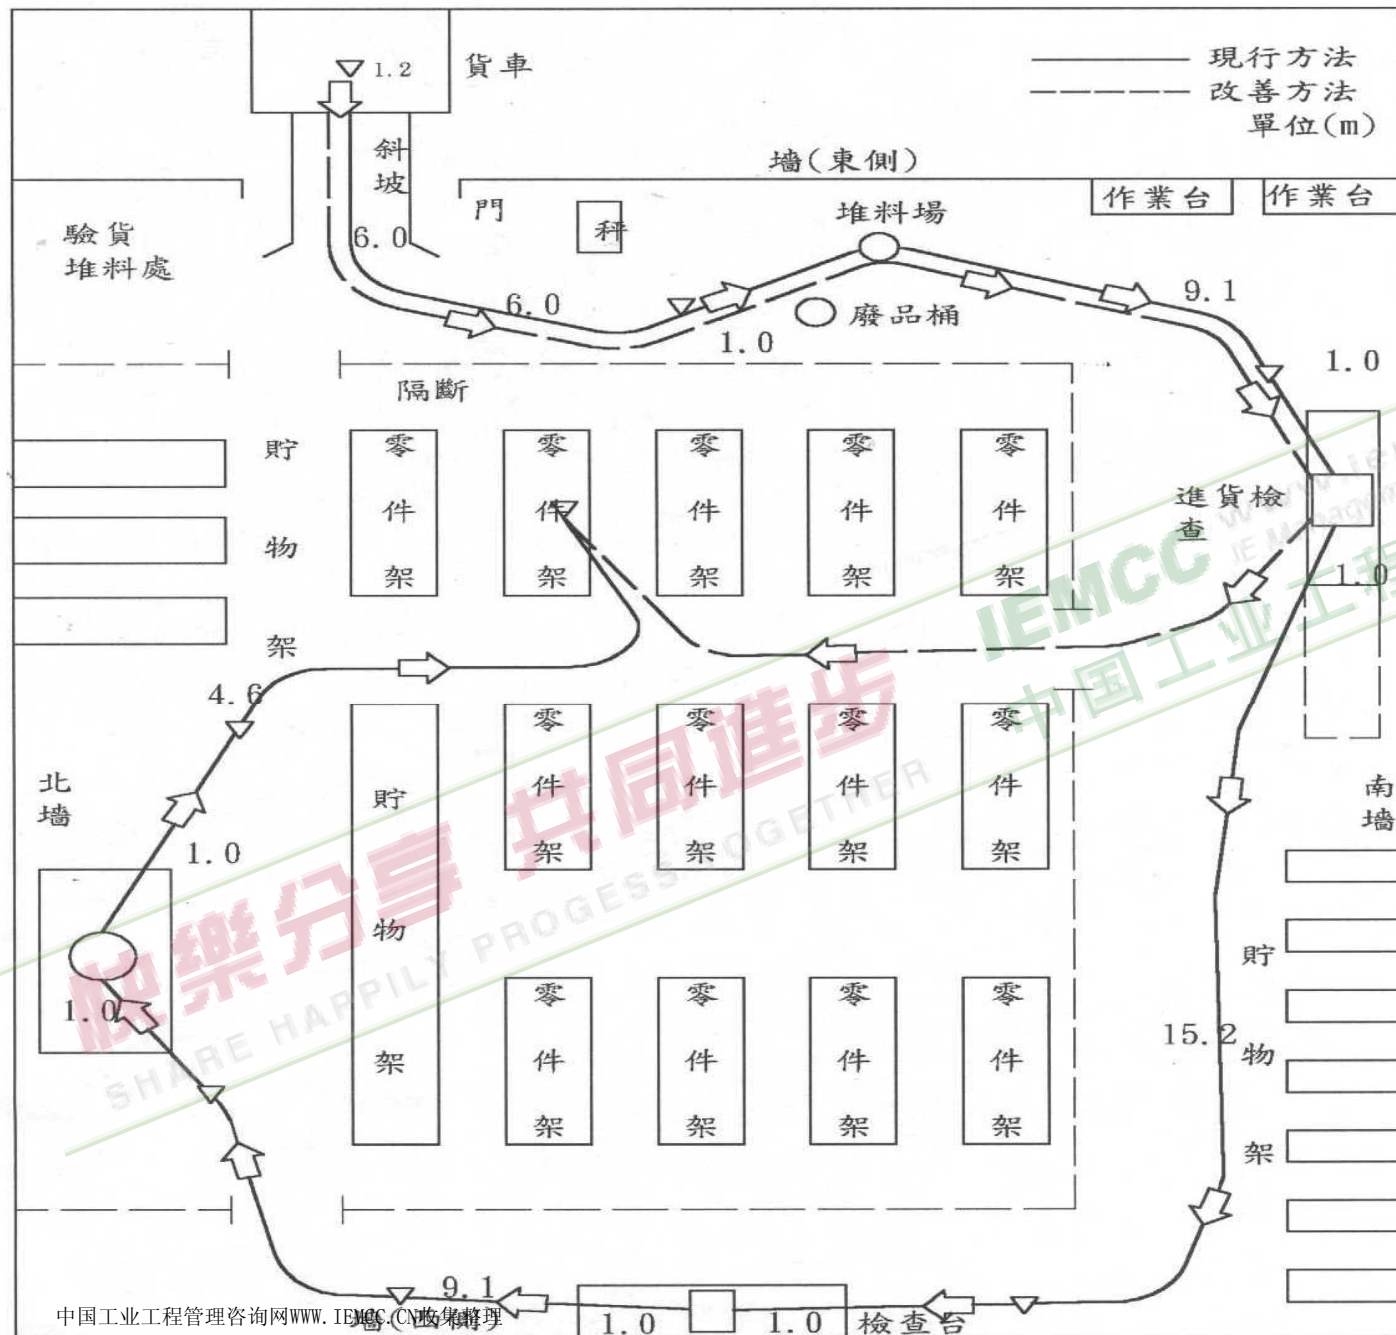 1.2
貨車
現行方法
改善方法
單位(m)
斜坡
墻(東側)
門
秤
堆料場
作業台
作業台
驗貨
堆料處
6.0
6.0
1.0
廢品桶
9.1
1.0
隔斷
貯物架
零件架
零件架
零件架
零件架
零件架
進貨檢查
1.0
4.6
北墻
貯物架
零件架
零件架
零件架
零件架
南墻
1.0
1.0
零件架
零件架
零件架
零件架
15.2
貯物架
9.1
墻(西側)
1.0
1.0
檢查台
中国工业工程管理咨询网WWW.IEMCC.CN收集整理
快樂分享 共同進步
SHARE HAPPILY PROGESS TOGETHER
IEMCC
中国工业工程